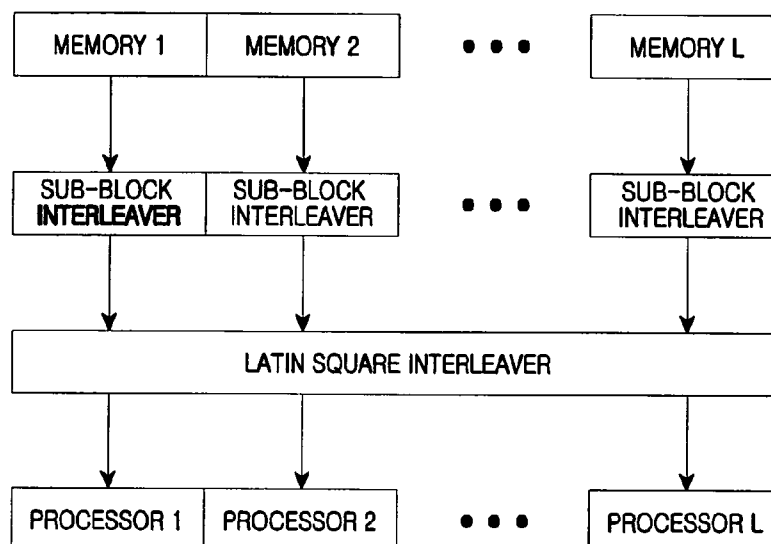 MEMORY 1 MEMORY 2 ● ● ● MEMORY L
SUB-BLOCK SUB-BLOCK SUB-BLOCK
INTERLEAVER INTERLEAVER ● ● ● INTERLEAVER
LATIN SQUARE INTERLEAVER
PROCESSOR 1 PROCESSOR 2 ● ● ● PROCESSOR L